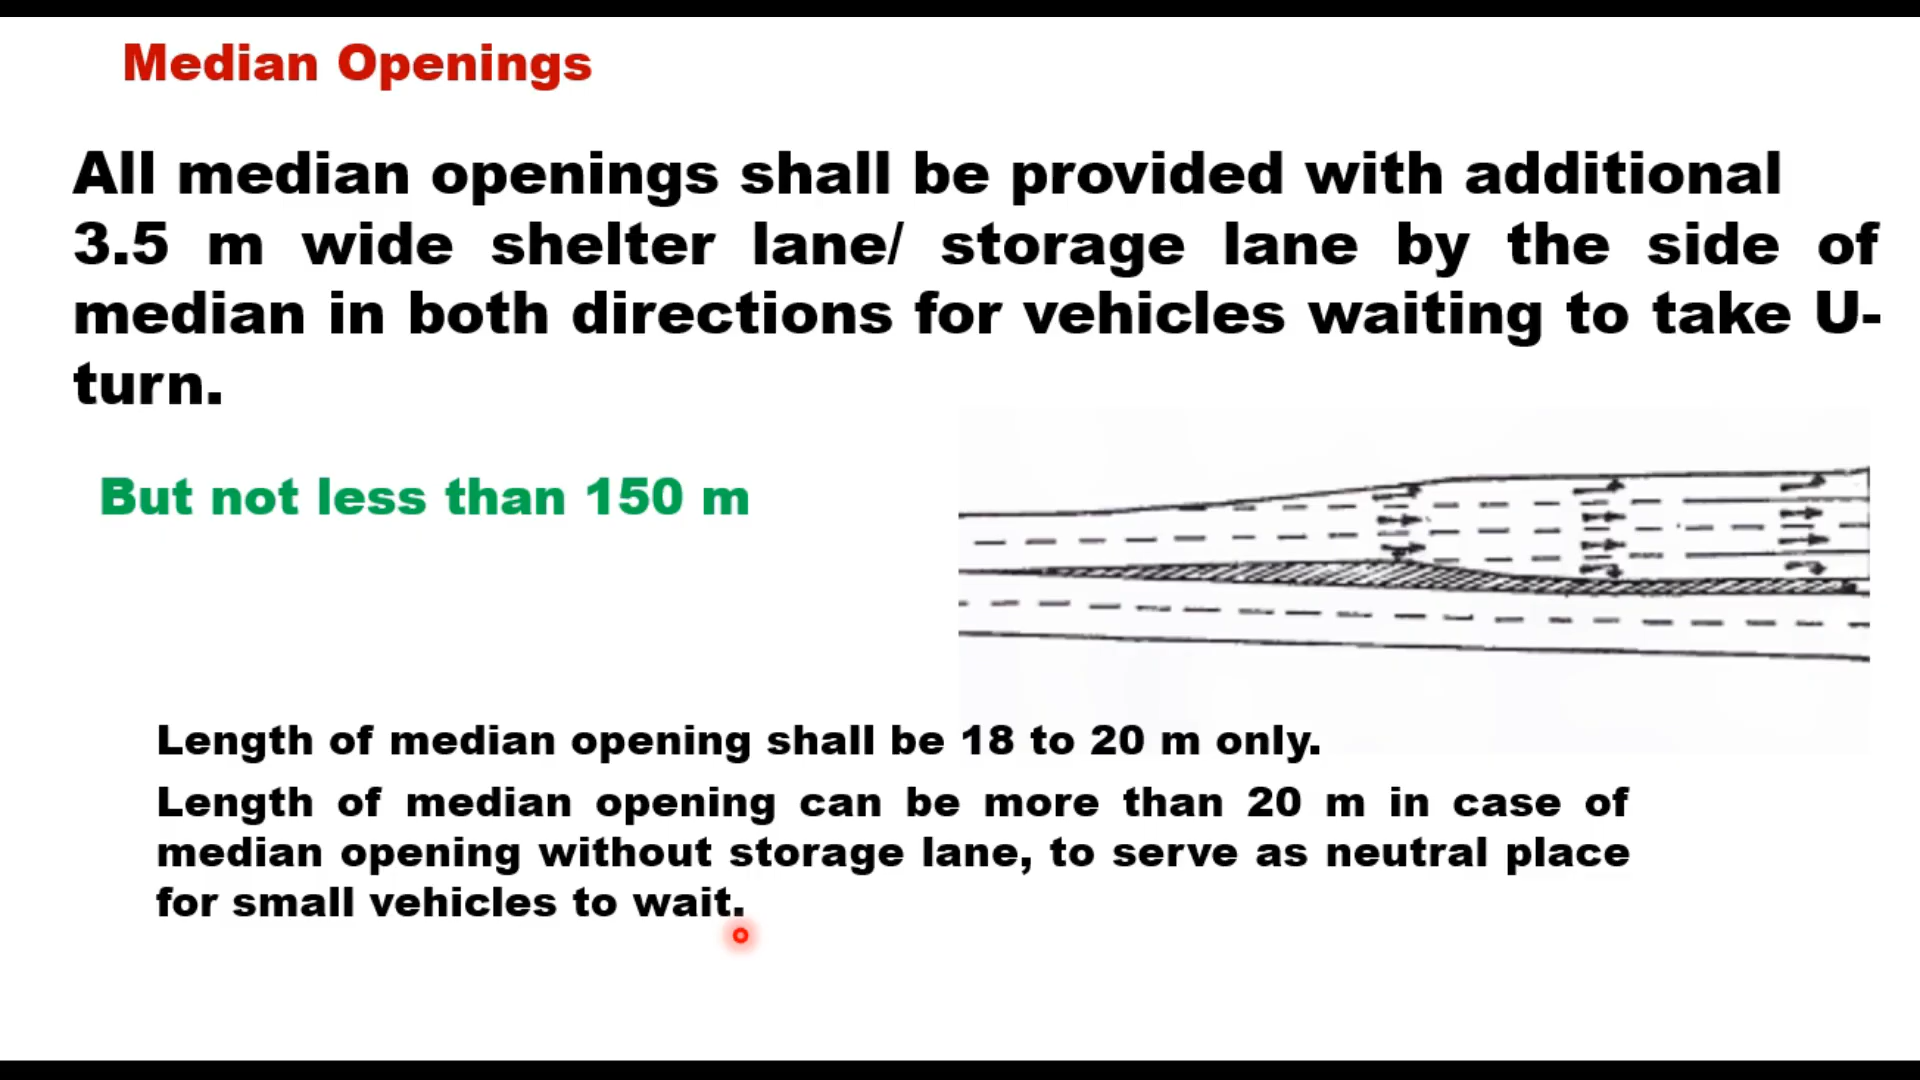 Median Openings
All median openings shall be provided with additional
3.5 m wide shelter lane/ storage lane by the side of
median in both directions for vehicles waiting to take U-
turn.
But not less than 150 m
Length of median opening shall be 18 to 20 m only.
Length of median opening can be more than 20 m in case of
median opening without storage lane, to serve as neutral place
for small vehicles to wait.